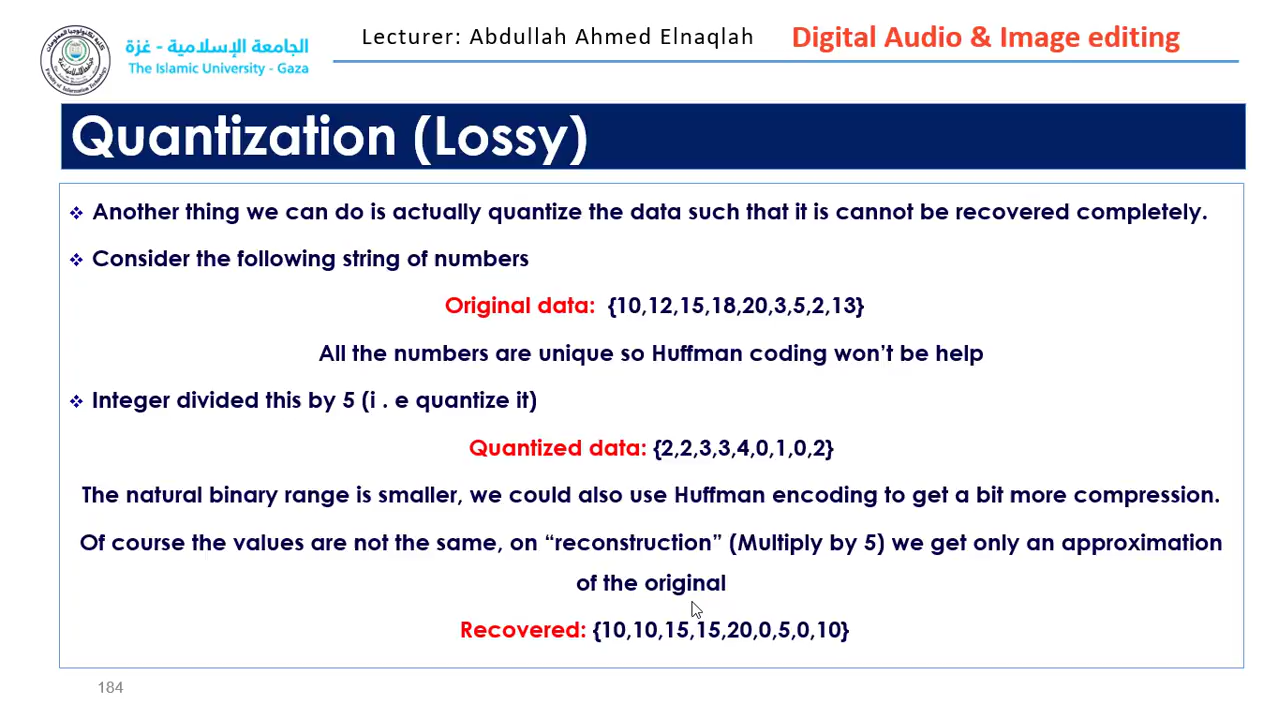 الجامعة الإسلامية - غزة
The Islamic University - Gaza
Lecturer: Abdullah Ahmed Elnaqlah
Digital Audio & Image editing
Quantization (Lossy)
Another thing we can do is actually quantize the data such that it is cannot be recovered completely.
Consider the following string of numbers
Original data: {10,12,15,18,20,3,5,2,13}
All the numbers are unique so Huffman coding won't be help
Integer divided this by 5 (i . e quantize it)
Quantized data: {2,2,3,3,4,0,1,0,2}
The natural binary range is smaller, we could also use Huffman encoding to get a bit more compression.
Of course the values are not the same, on “reconstruction” (Multiply by 5) we get only an approximation
of the original
Recovered: {10,10,15,15,20,0,5,0,10}
184